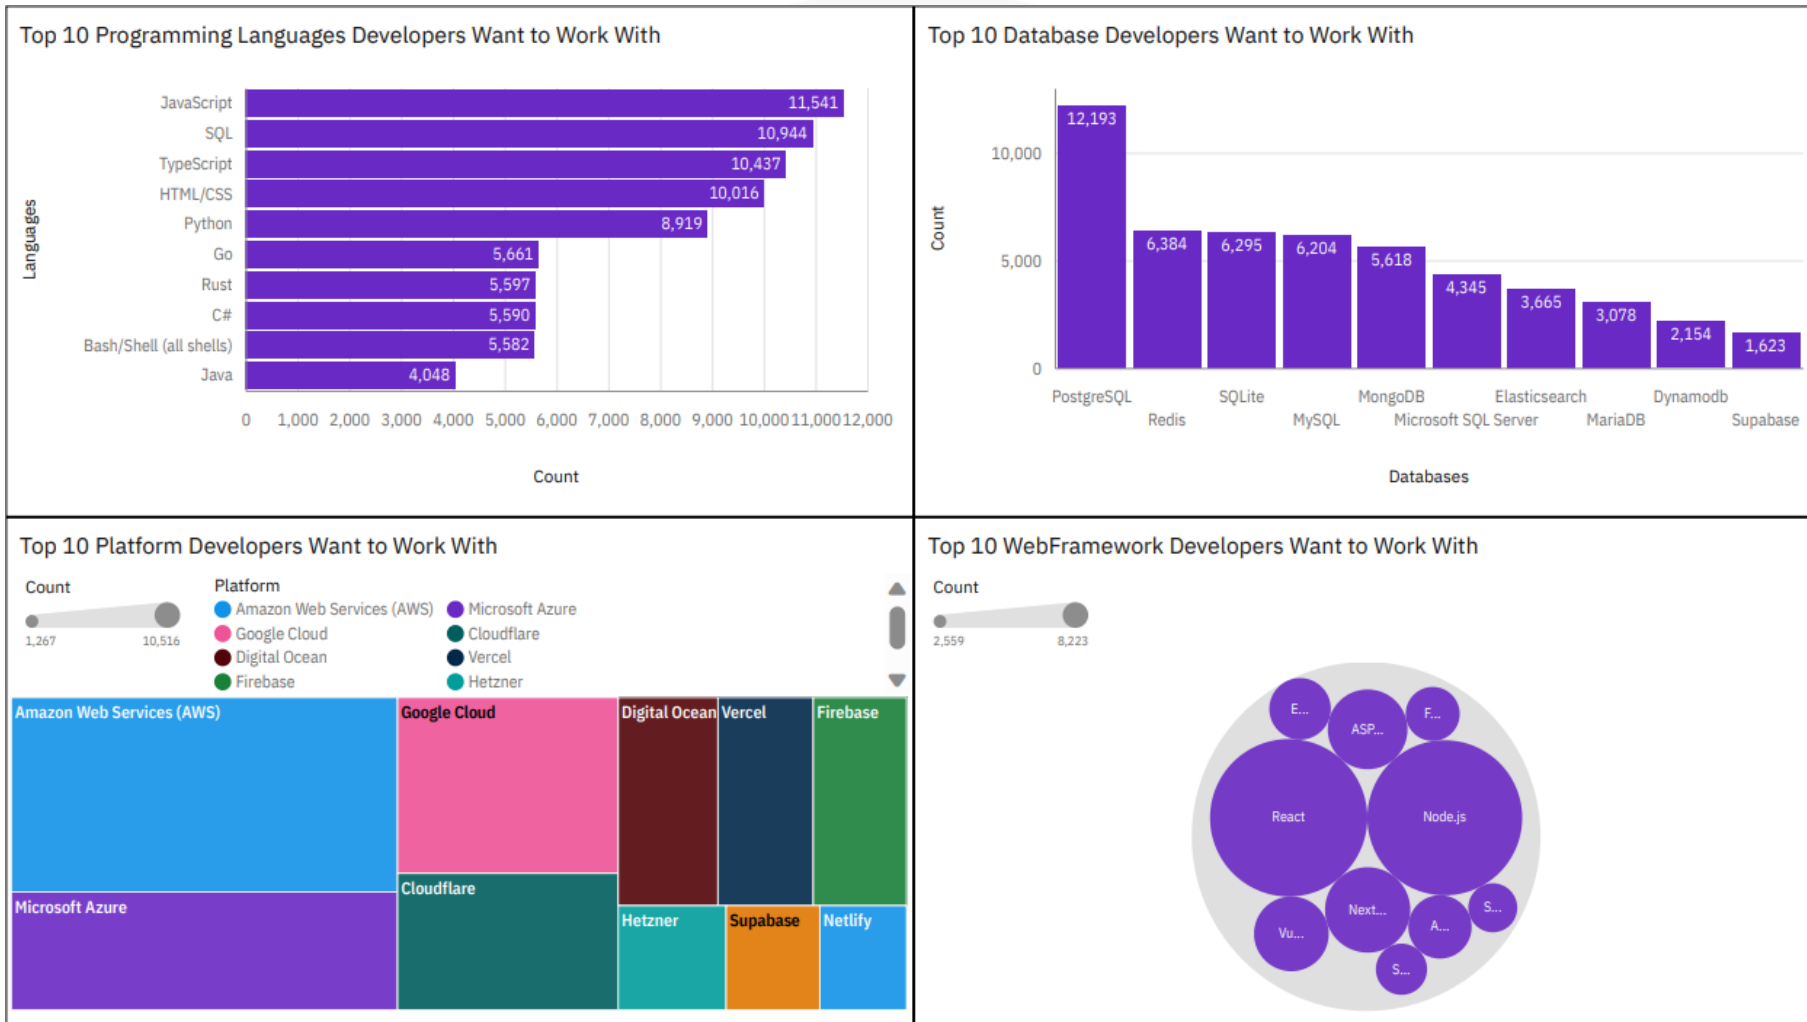 Top 10 Programming Languages Developers Want to Work With
Languages
JavaScript 11,541
SQL 10,944
TypeScript 10,437
HTML/CSS 10,016
Python 8,919
Go 5,661
Rust 5,597
C# 5,590
Bash/Shell (all shells) 5,582
Java 4,048
0 1,000 2,000 3,000 4,000 5,000 6,000 7,000 8,000 9,000 10,000 11,000 12,000
Count
Top 10 Database Developers Want to Work With
Count
10,000
5,000
0
12,193 6,384 6,295 6,204 5,618 4,345 3,665 3,078 2,154 1,623
PostgreSQL SQLite MongoDB Elasticsearch Dynamodb
Redis MySQL Microsoft SQL Server MariaDB Supabase
Databases
Top 10 Platform Developers Want to Work With
Count
1,267 10,516
Platform
Amazon Web Services (AWS) Microsoft Azure
Google Cloud Cloudflare
Digital Ocean Vercel
Firebase Hetzner
Amazon Web Services (AWS) Google Cloud Digital Ocean Vercel Firebase
Cloudflare
Microsoft Azure
Hetzner Supabase Netlify
Top 10 WebFramework Developers Want to Work With
Count
2,559 8,223
E... ASP... F...
React Node.js
Vu... Next... A... S...
S...